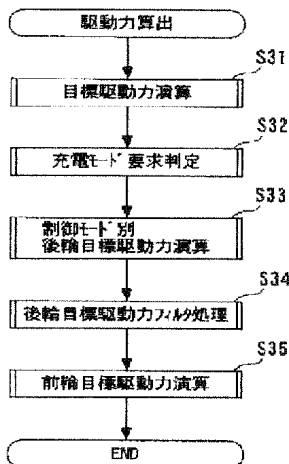 駆動力算出
S31
目標駆動力演算
S32
充電モード要求判定
S33
制御モード別
後輪目標駆動力演算
S34
後輪目標駆動力フィルタ処理
S35
前輪目標駆動力演算
END